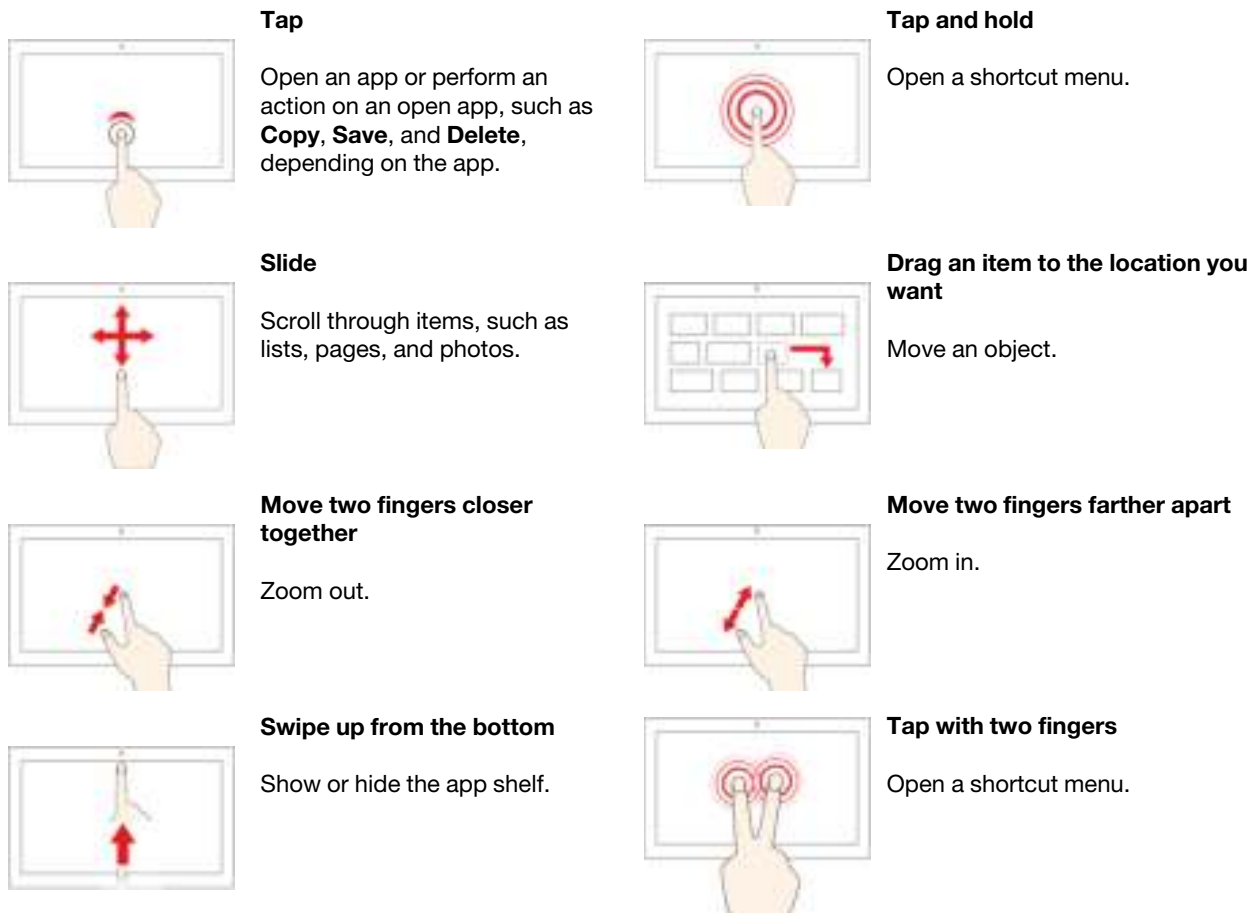 Tap
Open an app or perform an
action on an open app, such as
Copy, Save, and Delete,
depending on the app.
Tap and hold
Open a shortcut menu.
Slide
Scroll through items, such as
lists, pages, and photos.
Drag an item to the location you
want
Move an object.
Move two fingers closer
together
Zoom out.
Move two fingers farther apart
Zoom in.
Swipe up from the bottom
Show or hide the app shelf.
Tap with two fingers
Open a shortcut menu.